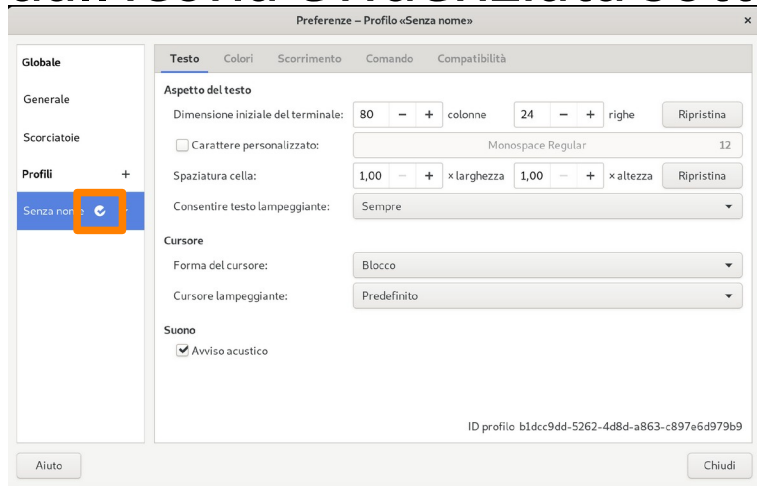 Preferenze – Profilo «Senza nome»
Globale
Generale
Scorciatoie
Profili +
Senza nome
Testo Colori Scorrimento Comando Compatibilità
Aspetto del testo
Dimensione iniziale del terminale: 80 − + colonne 24 − + righe Ripristina
Carattere personalizzato: Monospace Regular 12
Spaziatura cella: 1,00 − + × larghezza 1,00 − + × altezza Ripristina
Consentire testo lampeggiante: Sempre
Cursore
Forma del cursore: Blocco
Cursore lampeggiante: Predefinito
Suono
Avviso acustico
ID profilo b1dcc9dd-5262-4d8d-a863-c897e6d979b9
Aiuto Chiudi